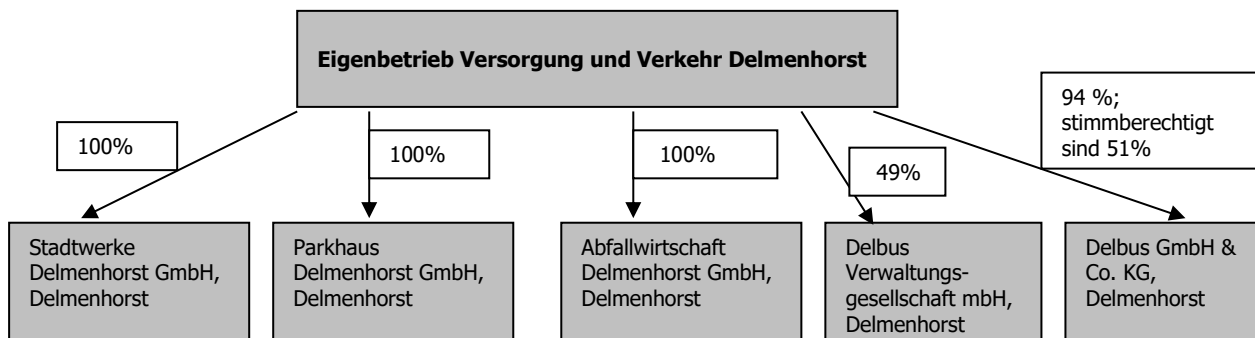 Eigenbetrieb Versorgung und Verkehr Delmenhorst
100%
100%
100%
49%
94 %;
stimmberechtigt
sind 51%
Stadtwerke
Delmenhorst GmbH,
Delmenhorst
Parkhaus
Delmenhorst GmbH,
Delmenhorst
Abfallwirtschaft
Delmenhorst GmbH,
Delmenhorst
Delbus
Verwaltungs-
gesellschaft mbH,
Delmenhorst
Delbus GmbH &
Co. KG,
Delmenhorst